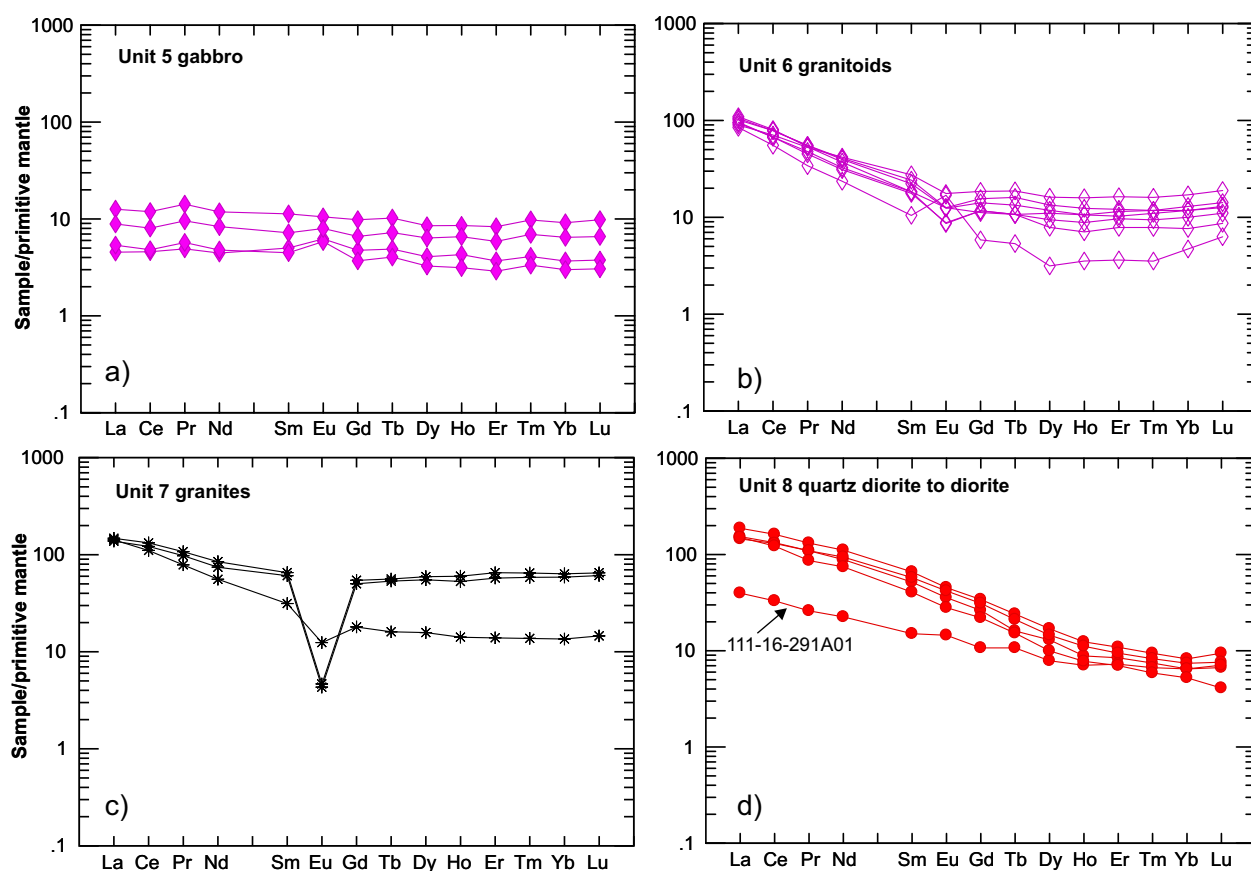 Unit 5 gabbro
1000
100
10
1
.1
Sample/primitive mantle
a)
La Ce Pr Nd Sm Eu Gd Tb Dy Ho Er Tm Yb Lu
Unit 6 granitoids
1000
100
10
1
.1
b)
La Ce Pr Nd Sm Eu Gd Tb Dy Ho Er Tm Yb Lu
Unit 7 granites
1000
100
10
1
.1
Sample/primitive mantle
c)
La Ce Pr Nd Sm Eu Gd Tb Dy Ho Er Tm Yb Lu
Unit 8 quartz diorite to diorite
1000
100
10
1
.1
111-16-291A01
d)
La Ce Pr Nd Sm Eu Gd Tb Dy Ho Er Tm Yb Lu